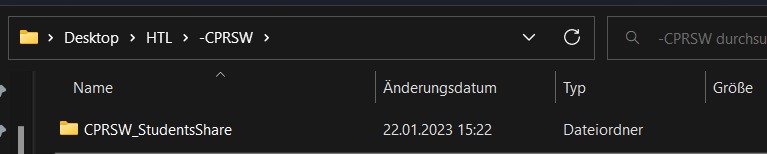 Desktop > HTL > -CPRSW >
-CPRSW durchsu
Name Änderungsdatum Typ Größe
CPRSW_StudentsShare 22.01.2023 15:22 Dateiordner